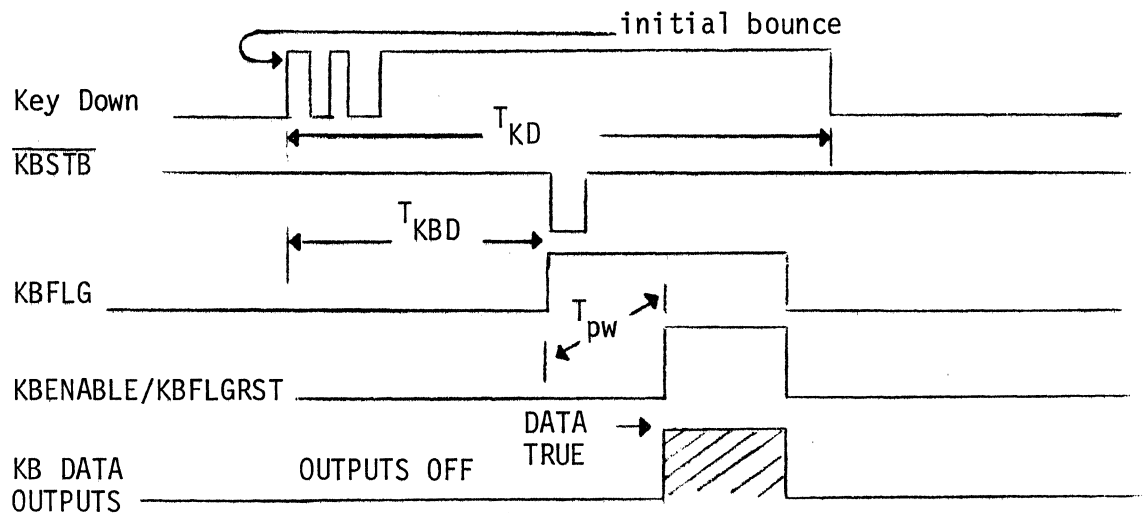 initial bounce
Key Down
T_KD
KBSTB
T_KBD
KBFLG
T_pw
KBENABLE/KBFLGRST
DATA
TRUE
KB DATA
OUTPUTS
OUTPUTS OFF